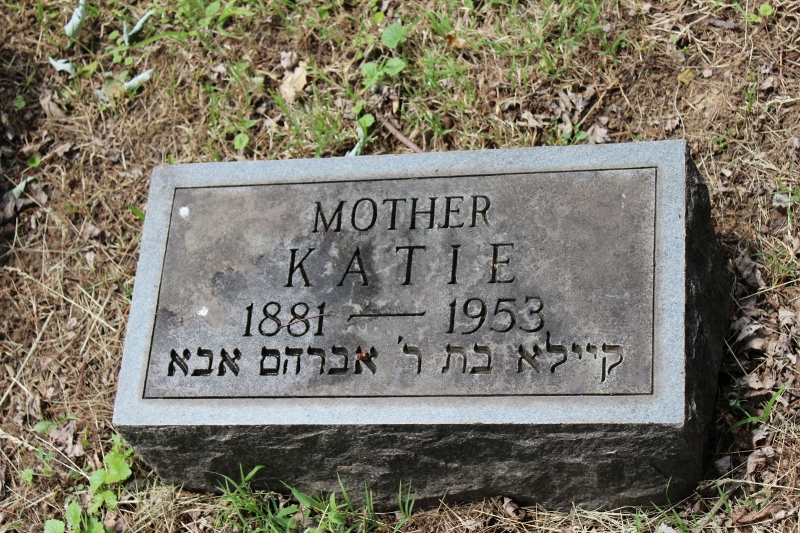 MOTHER
KATIE
1881 — 1953
קיילא בת ר' אברהם אבא